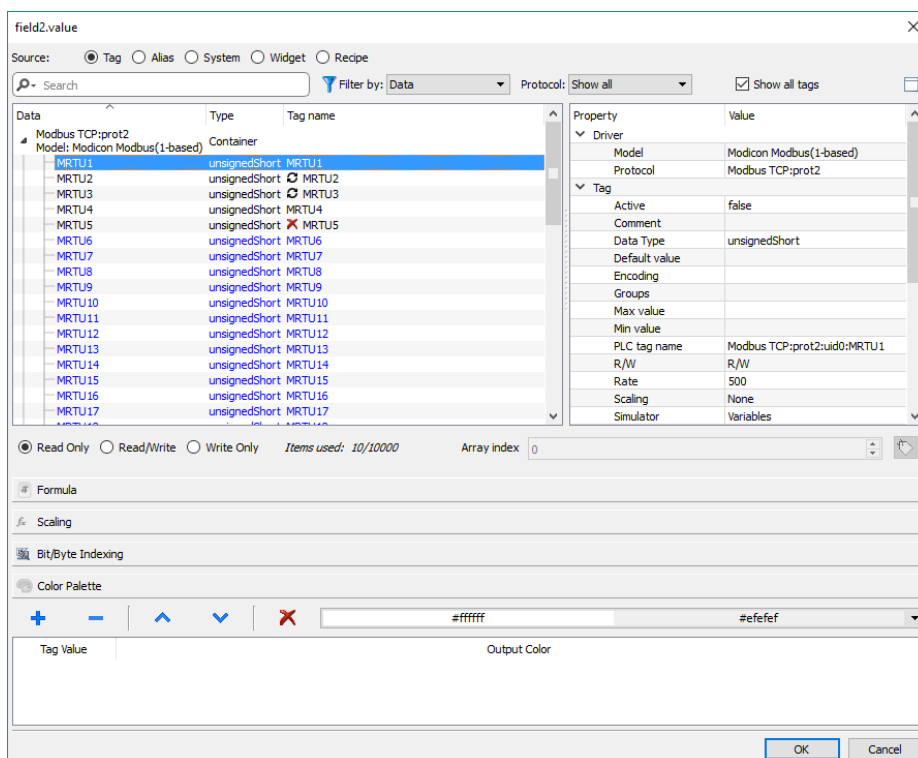 field2.value
Source: Tag Alias System Widget Recipe
Search Filter by: Data Protocol: Show all Show all tags
Data Type Tag name
Modbus TCP:prot2
Model: Modicon Modbus(1-based) Container
MRTU1 unsignedShort MRTU1
MRTU2 unsignedShort MRTU2
MRTU3 unsignedShort MRTU3
MRTU4 unsignedShort MRTU4
MRTU5 unsignedShort MRTU5
MRTU6 unsignedShort MRTU6
MRTU7 unsignedShort MRTU7
MRTU8 unsignedShort MRTU8
MRTU9 unsignedShort MRTU9
MRTU10 unsignedShort MRTU10
MRTU11 unsignedShort MRTU11
MRTU12 unsignedShort MRTU12
MRTU13 unsignedShort MRTU13
MRTU14 unsignedShort MRTU14
MRTU15 unsignedShort MRTU15
MRTU16 unsignedShort MRTU16
MRTU17 unsignedShort MRTU17
Property Value
Driver
Model Modicon Modbus(1-based)
Protocol Modbus TCP:prot2
Tag
Active false
Comment
Data Type unsignedShort
Default value
Encoding
Groups
Max value
Min value
PLC tag name Modbus TCP:prot2:uid0:MRTU1
R/W R/W
Rate 500
Scaling None
Simulator Variables
Read Only Read/Write Write Only Items used: 10/10000 Array index 0
Formula
Scaling
Bit/Byte Indexing
Color Palette
#ffffff #efefef
Tag Value Output Color
OK Cancel